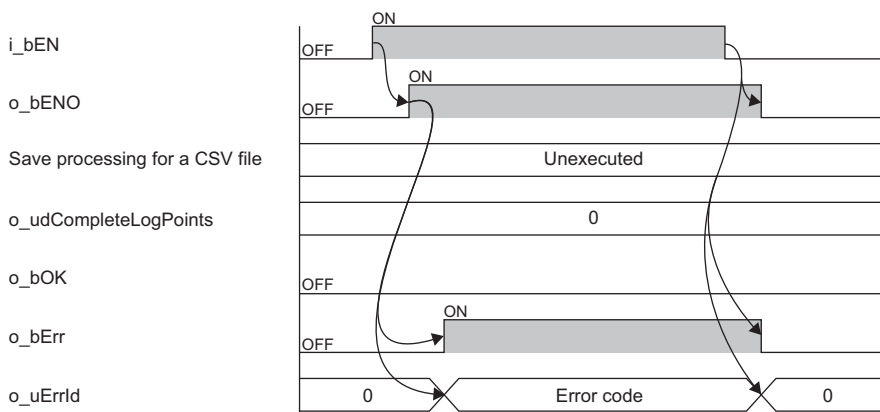 ON
i_bEN
OFF
ON
o_bENO
OFF
Save processing for a CSV file
Unexecuted
o_udCompleteLogPoints
0
o_bOK
OFF
ON
o_bErr
OFF
o_uErrId
0
Error code
0